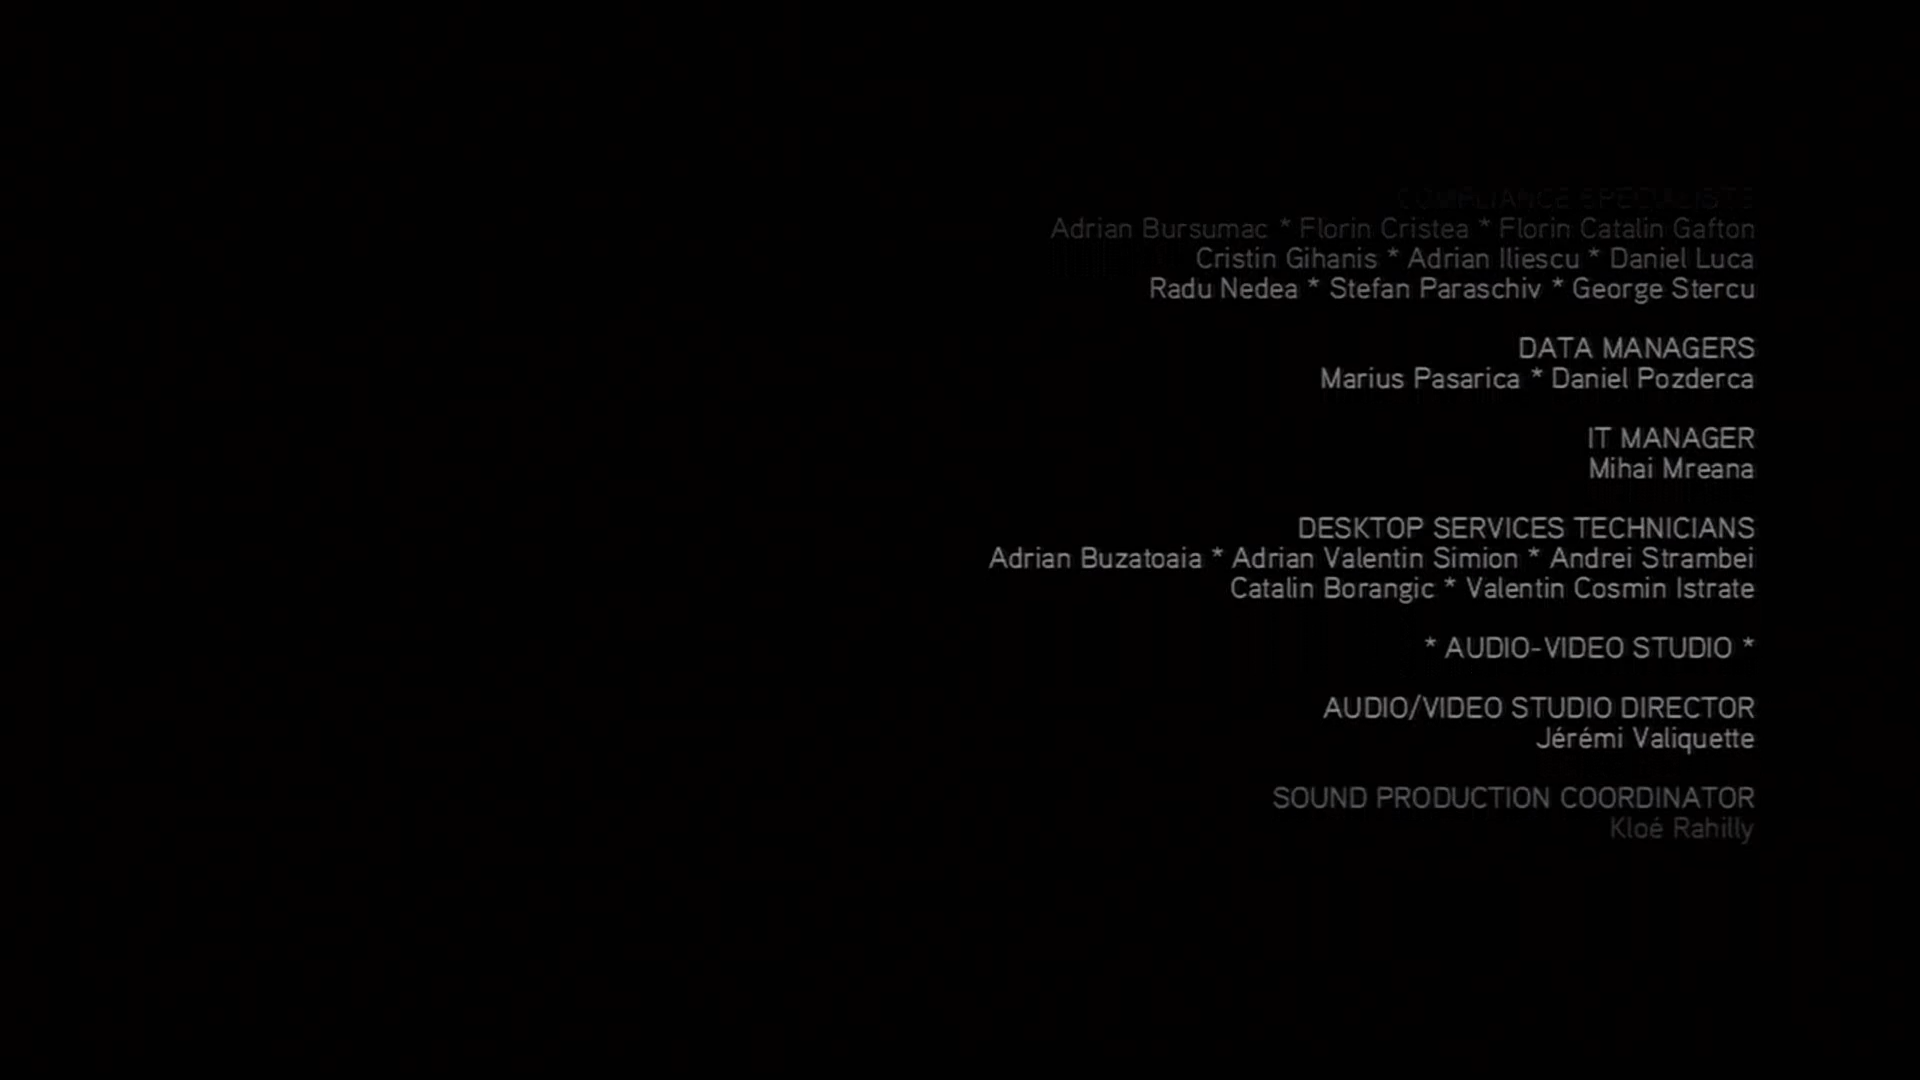 COMPLIANCE SPECIALISTS
Adrian Bursumac * Florin Cristea * Florin Catalin Gafton
Cristin Gihanis * Adrian Iliescu * Daniel Luca
Radu Nedea * Stefan Paraschiv * George Stercu
DATA MANAGERS
Marius Pasarica * Daniel Pozderca
IT MANAGER
Mihai Mreana
DESKTOP SERVICES TECHNICIANS
Adrian Buzatoaia * Adrian Valentin Simion * Andrei Strambei
Catalin Borangic * Valentin Cosmin Istrate
* AUDIO-VIDEO STUDIO *
AUDIO/VIDEO STUDIO DIRECTOR
Jérémi Valiquette
SOUND PRODUCTION COORDINATOR
Kloé Rahilly